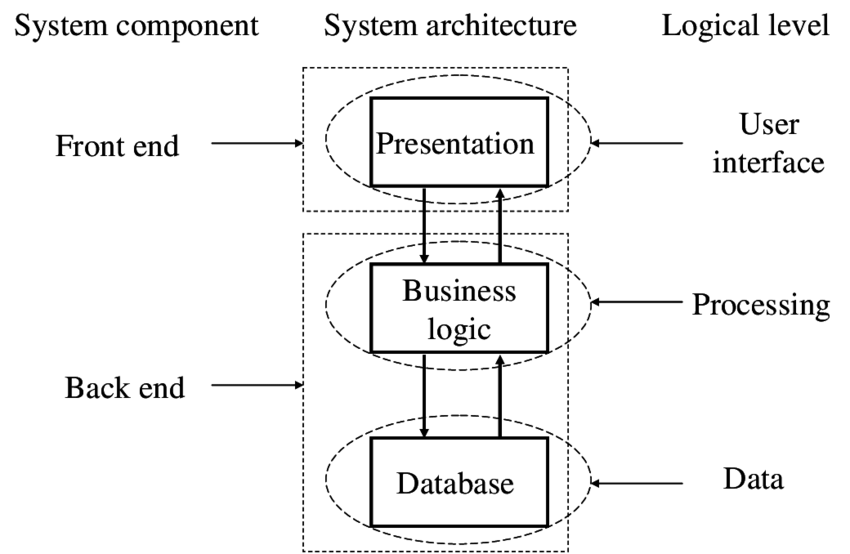 System component
System architecture
Logical level
Front end
Presentation
User
interface
Business
logic
Processing
Back end
Database
Data